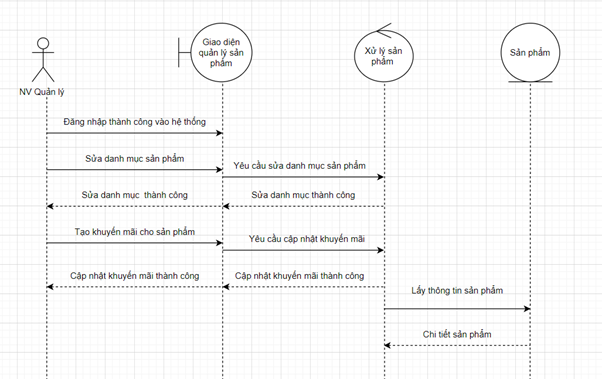 Giao diện
quản lý sản
phẩm
Xử lý sản
phẩm
Sản phẩm
NV Quản lý
Đăng nhập thành công vào hệ thống
Sửa danh mục sản phẩm
Yêu cầu sửa danh mục sản phẩm
Sửa danh mục thành công
Sửa danh mục thành công
Tạo khuyến mãi cho sản phẩm
Yêu cầu cập nhật khuyến mãi
Cập nhật khuyến mãi thành công
Cập nhật khuyến mãi thành công
Lấy thông tin sản phẩm
Chi tiết sản phẩm